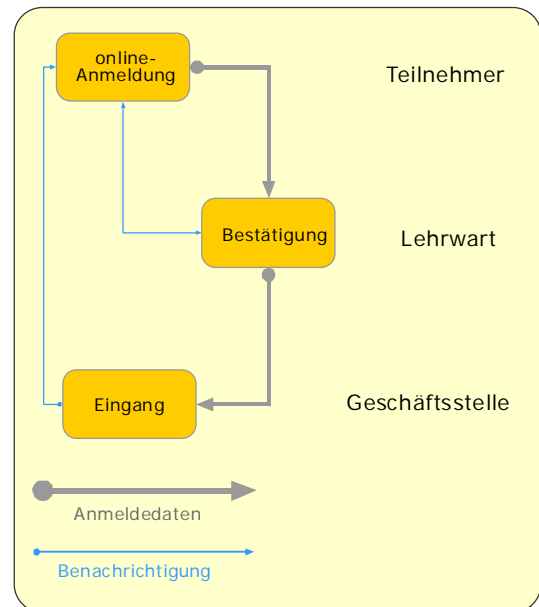 online-
Anmeldung
Teilnehmer
Bestätigung
Lehrwart
Eingang
Geschäftsstelle
Anmeldedaten
Benachrichtigung